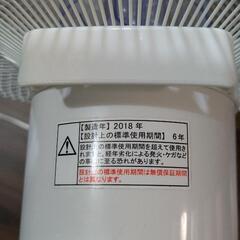 【製造年】2018年
【設計上の標準使用期間】 6年
設計上の標準使用期間を超えて使用され
ますと、経年劣化による発火・ケガなど
の事故に至る恐れがあります。
設計上の標準使用期間は無償保証期間
とは異なります。